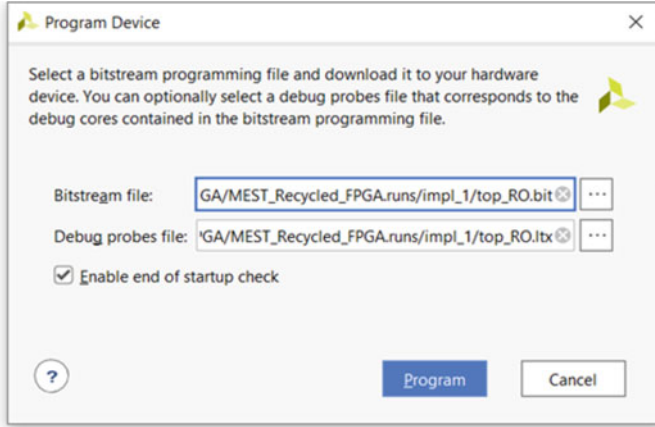 Program Device
Select a bitstream programming file and download it to your hardware
device. You can optionally select a debug probes file that corresponds to the
debug cores contained in the bitstream programming file.
Bitstream file: GA/MEST_Recycled_FPGA.runs/impl_1/top_RO.bit ...
Debug probes file: 'GA/MEST_Recycled_FPGA.runs/impl_1/top_RO.ltx ...
Enable end of startup check
? Program Cancel